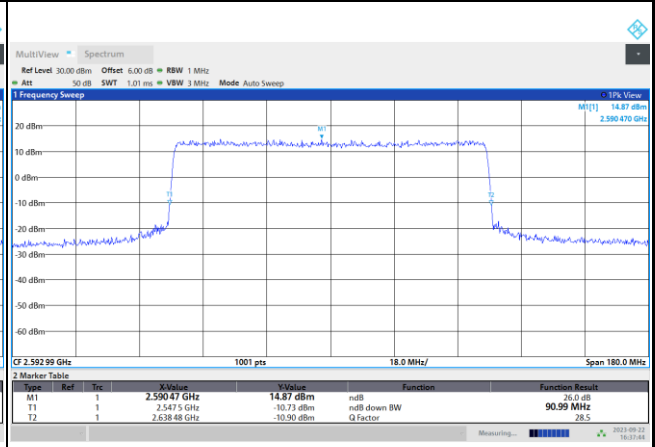 MultiView Spectrum
Ref Level 30.00 dBm Offset 6.00 dB RBW 1 MHz
Att 50 dB SWT 1.01 ms VBW 3 MHz Mode Auto Sweep
1 Frequency Sweep 1Pk View
M1[1] 14.87 dBm
2.590 470 GHz
20 dBm
M1
10 dBm
0 dBm
T1
T2
-10 dBm
-20 dBm
-30 dBm
-40 dBm
-50 dBm
-60 dBm
CF 2.592 99 GHz 1001 pts 18.0 MHz/ Span 180.0 MHz
2 Marker Table
Type Ref Trc X-Value Y-Value Function Function Result
M1 1 2.590 47 GHz 14.87 dBm ndB 26.0 dB
T1 1 2.547 5 GHz -10.73 dBm ndB down BW 90.99 MHz
T2 1 2.638 48 GHz -10.90 dBm Q Factor 28.5
Measuring... 2023-09-22
16:37:44